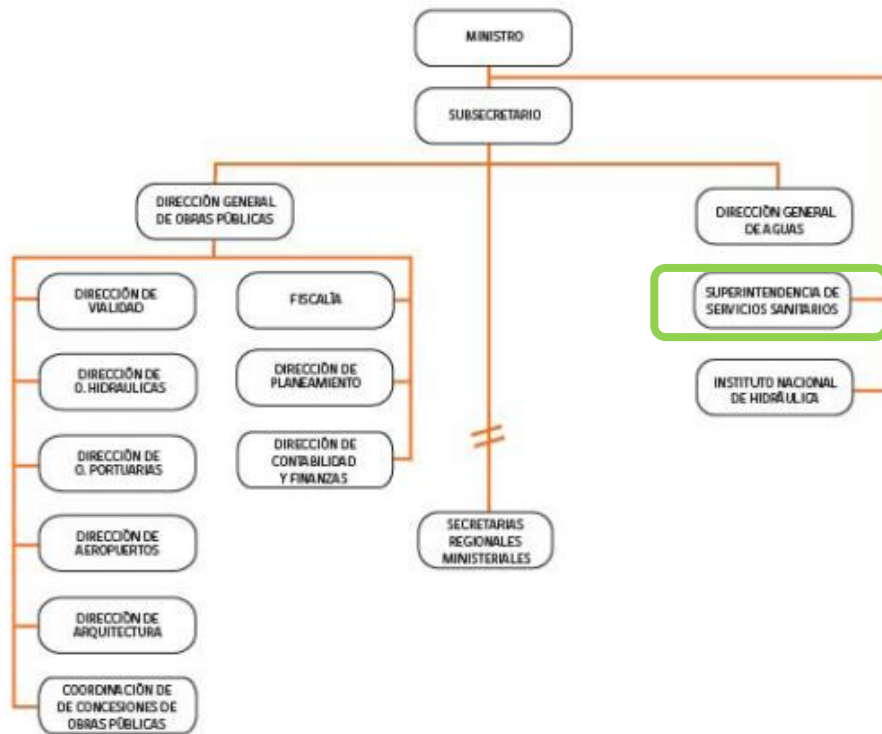 MINISTRO
SUBSECRETARIO
DIRECCIÓN GENERAL
DE OBRAS PÚBLICAS
DIRECCIÓN GENERAL
DE AGUAS
DIRECCIÓN DE
VIALIDAD
FISCALÍA
SUPERINTENDENCIA DE
SERVICIOS SANITARIOS
DIRECCIÓN DE
O. HIDRAULICAS
DIRECCIÓN DE
PLANEAMIENTO
INSTITUTO NACIONAL
DE HIDRÁULICA
DIRECCIÓN DE
O. PORTUARIAS
DIRECCIÓN DE
CONTABILIDAD
Y FINANZAS
DIRECCIÓN DE
AEROPUERTOS
SECRETARIAS
REGIONALES
MINISTERIALES
DIRECCIÓN DE
ARQUITECTURA
COORDINACIÓN DE
DE CONCESIONES DE
OBRAS PÚBLICAS